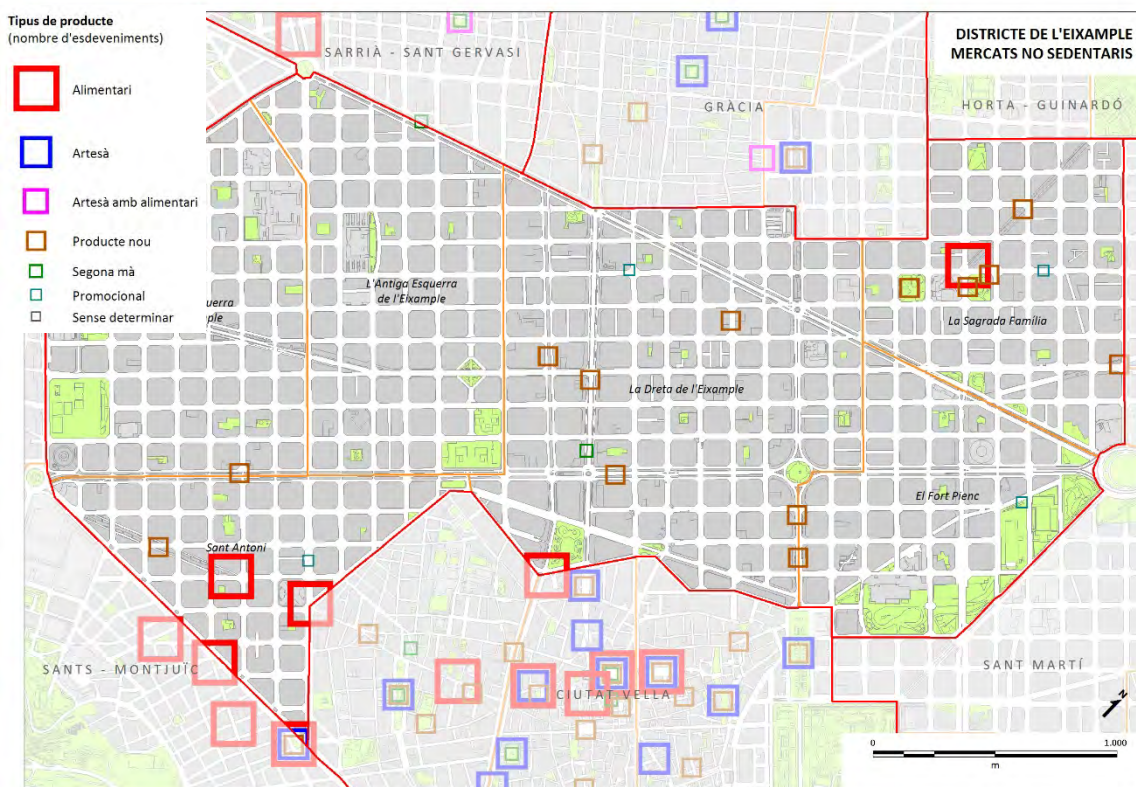 Tipus de producte
(nombre d'esdeveniments)
Alimentari
Artesà
Artesà amb alimentari
Producte nou
Segona mà
Promocional
Sense determinar
DISTRICTE DE L'EIXAMPLE
MERCATS NO SEDENTARIS
SARRIÀ - SANT GERVASI
GRÀCIA
HORTA - GUINARDÓ
L'Antiga Esquerra
de l'Eixample
La Sagrada Família
La Dreta de l'Eixample
El Fort Pienc
Sant Antoni
SANTS - MONTJUÏC
CIUTAT VELLA
SANT MARTÍ
N
0
1.000
m